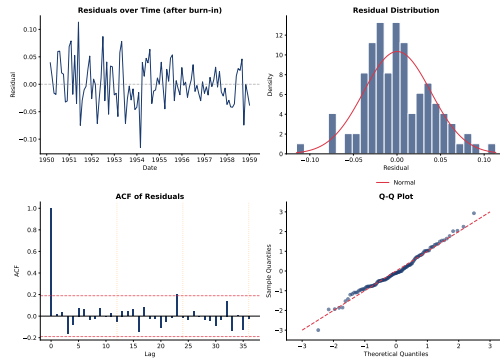 Residuals over Time (after burn-in)
0.10
0.05
0.00
−0.05
−0.10
Residual
1950 1951 1952 1953 1954 1955 1956 1957 1958 1959
Date
Residual Distribution
12
10
8
6
4
2
0
Density
−0.10 −0.05 0.00 0.05 0.10
Residual
Normal
ACF of Residuals
1.0
0.8
0.6
0.4
0.2
0.0
−0.2
ACF
0 5 10 15 20 25 30 35
Lag
Q-Q Plot
3
2
1
0
−1
−2
−3
Sample Quantiles
−3 −2 −1 0 1 2 3
Theoretical Quantiles